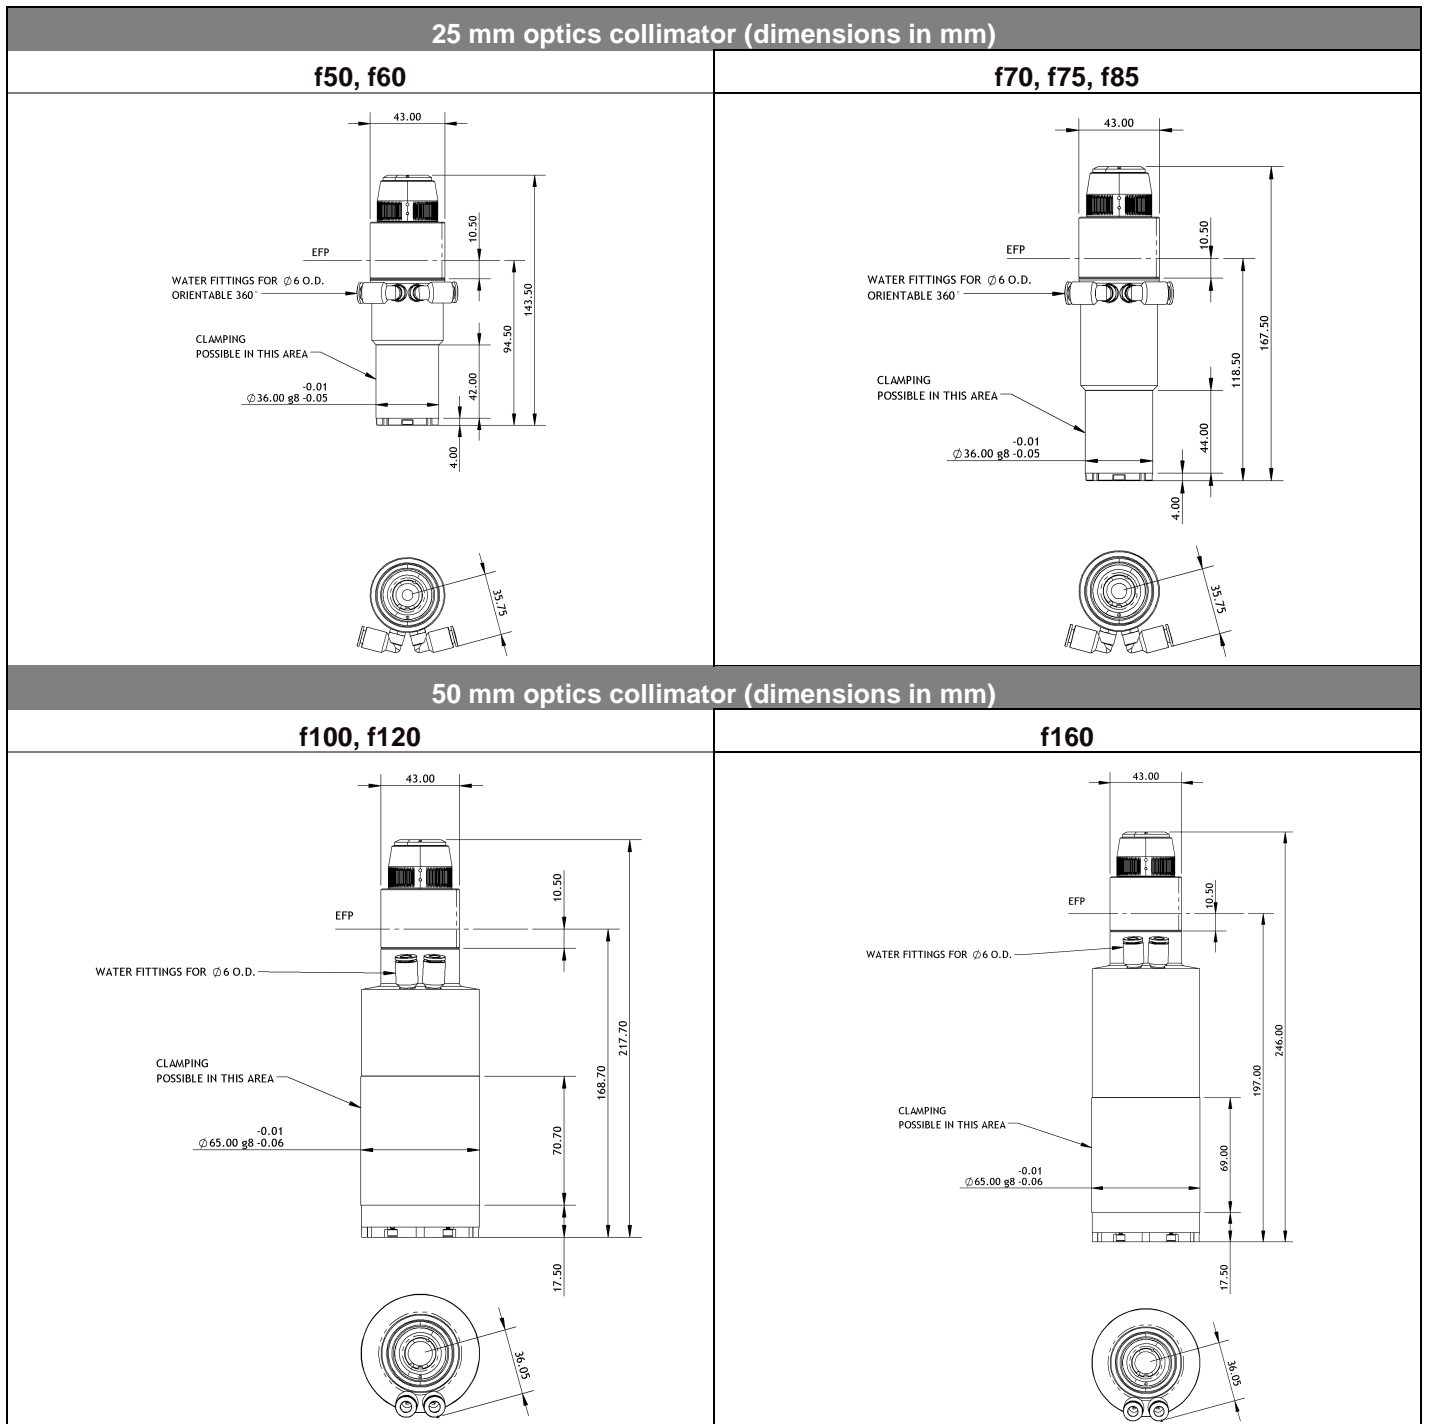 25 mm optics collimator (dimensions in mm)
f50, f60
43.00
10.50
EFP
WATER FITTINGS FOR ∅6 O.D.
ORIENTABLE 360°
143.50
94.50
CLAMPING
POSSIBLE IN THIS AREA
42.00
-0.01
∅36.00 g8 -0.05
4.00
35.75
f70, f75, f85
43.00
10.50
EFP
WATER FITTINGS FOR ∅6 O.D.
ORIENTABLE 360°
167.50
118.50
CLAMPING
POSSIBLE IN THIS AREA
44.00
-0.01
∅36.00 g8 -0.05
4.00
35.75
50 mm optics collimator (dimensions in mm)
f100, f120
43.00
10.50
EFP
WATER FITTINGS FOR ∅6 O.D.
217.70
168.70
CLAMPING
POSSIBLE IN THIS AREA
70.70
-0.01
∅65.00 g8 -0.06
17.50
36.05
f160
43.00
10.50
EFP
WATER FITTINGS FOR ∅6 O.D.
246.00
197.00
CLAMPING
POSSIBLE IN THIS AREA
69.00
-0.01
∅65.00 g8 -0.06
17.50
36.05